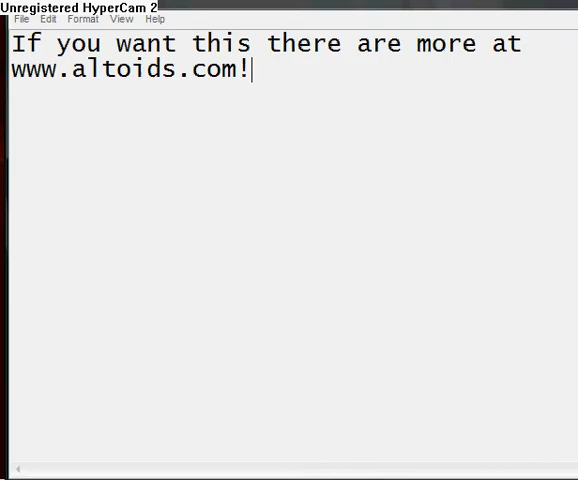 Unregistered HyperCam 2
File Edit Format View Help
If you want this there are more at
www.altoids.com!